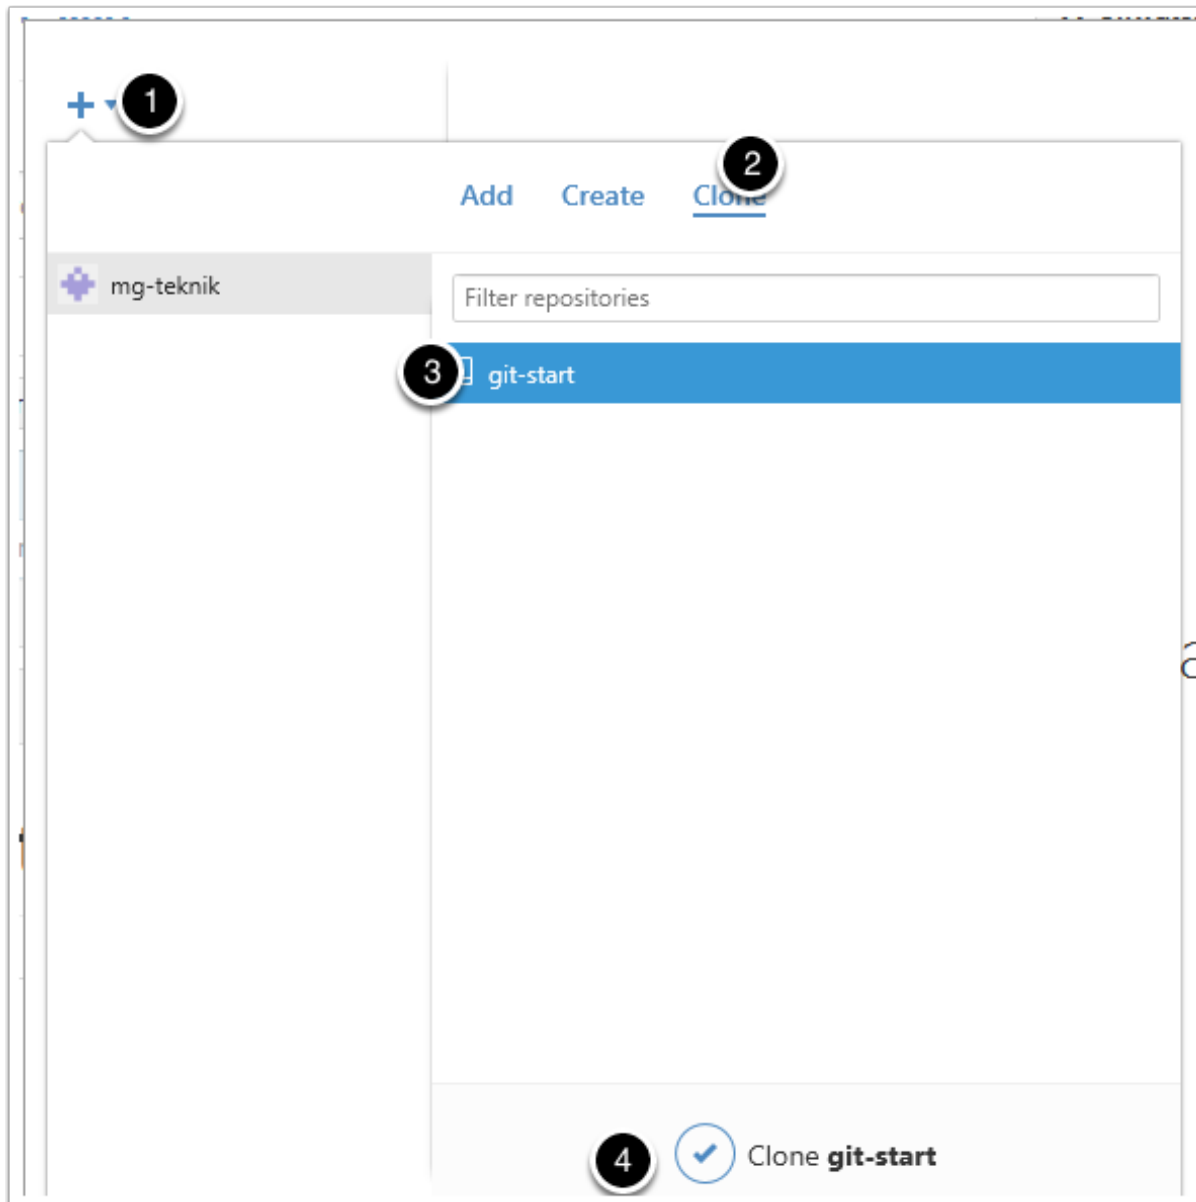 1
2
Add Create Clone
mg-teknik
Filter repositories
3 git-start
4 Clone git-start